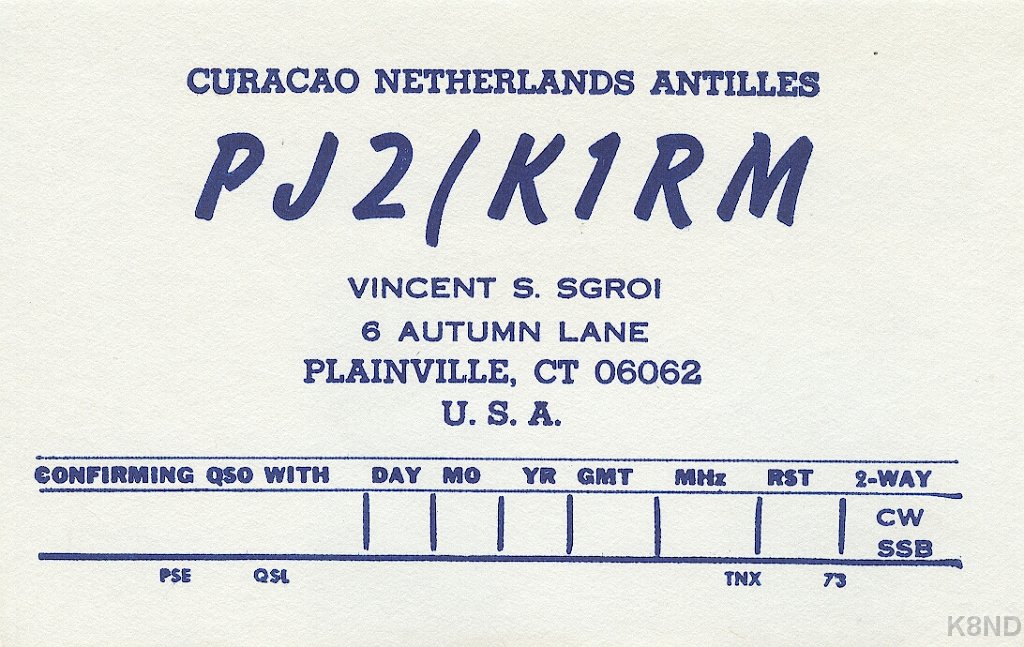 CURACAO NETHERLANDS ANTILLES
PJ2/K1RM
VINCENT S. SGROI
6 AUTUMN LANE
PLAINVILLE, CT 06062
U. S. A.
CONFIRMING QSO WITH DAY MO YR GMT MHz RST 2-WAY
CW
SSB
PSE QSL TNX 73
K8ND